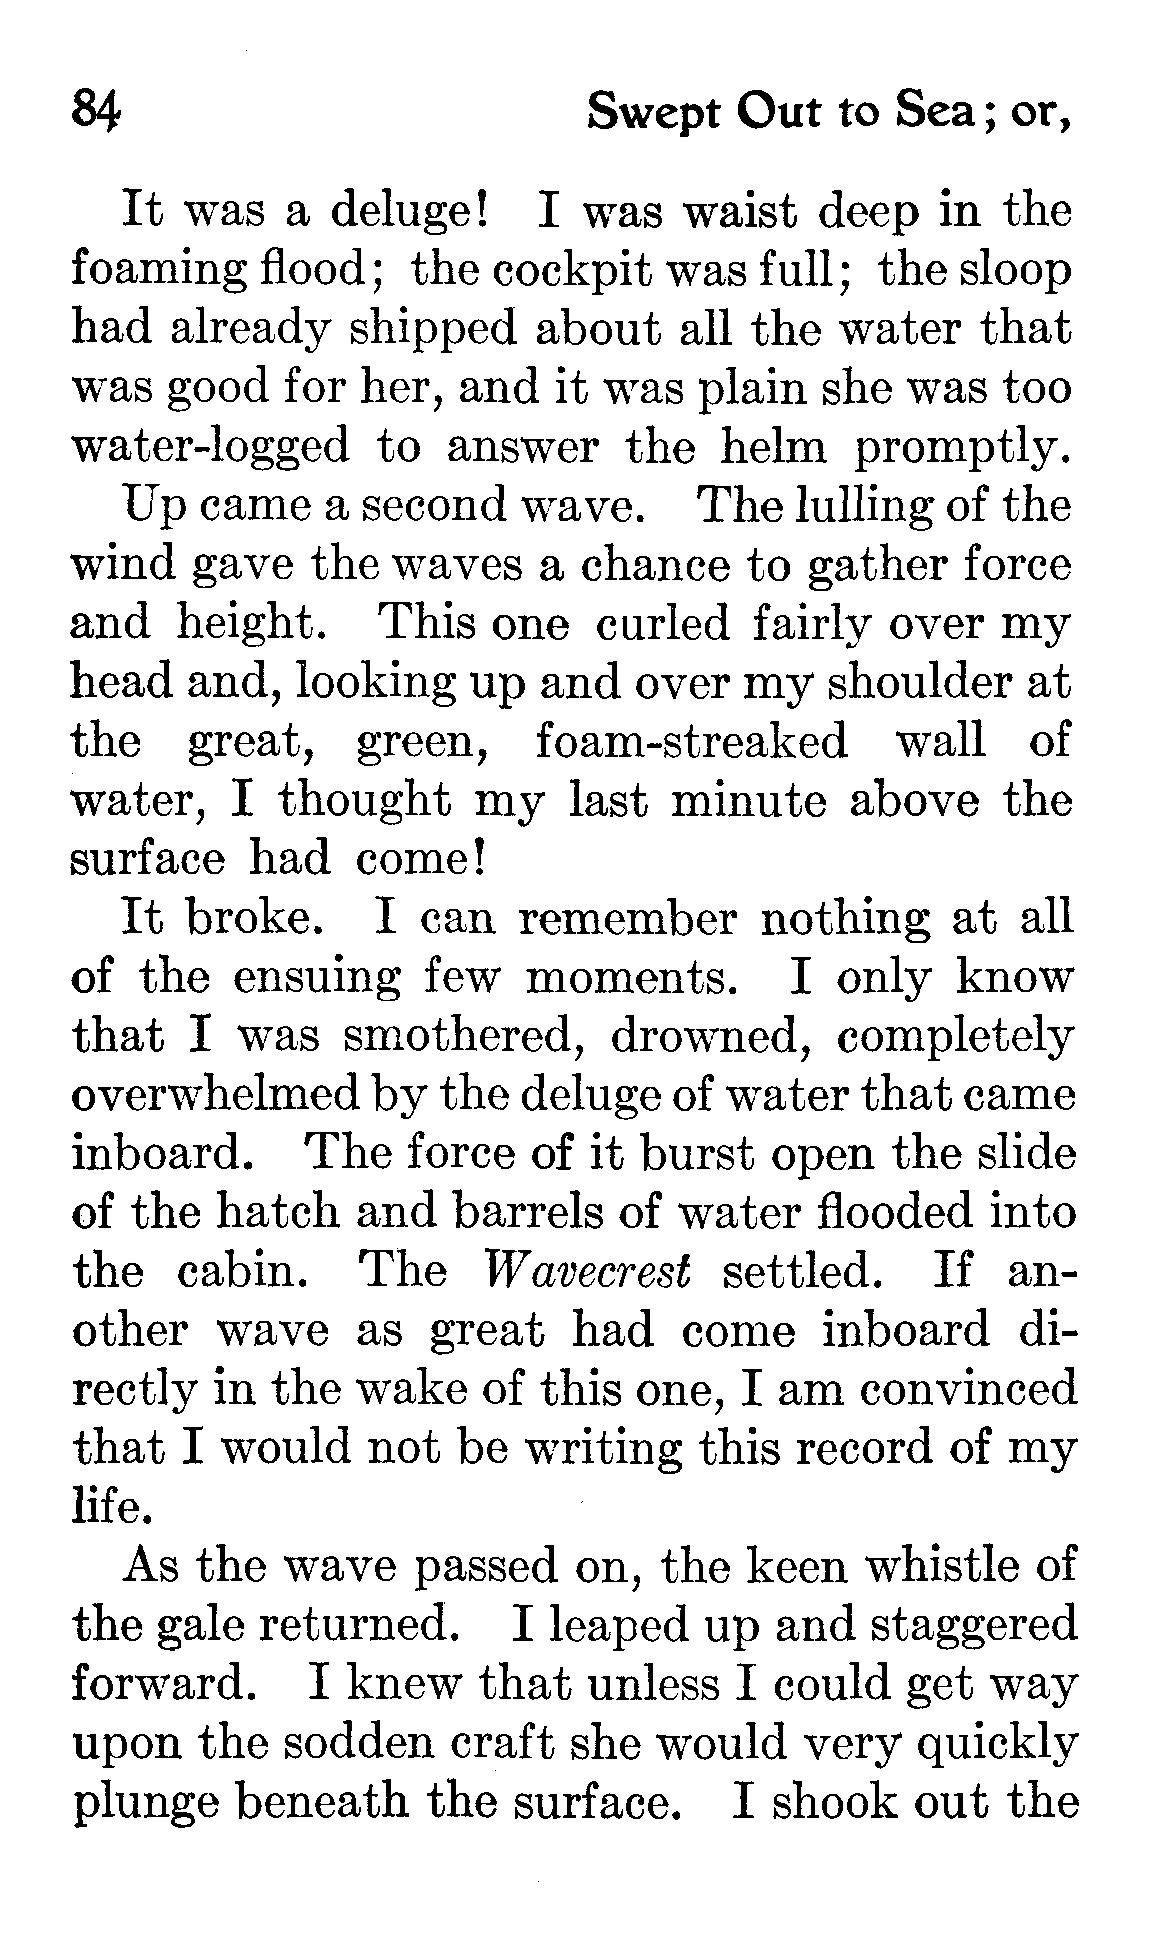 84 Swept Out to Sea; or,
It was a deluge! I was waist deep in the
foaming flood; the cockpit was full; the sloop
had already shipped about all the water that
was good for her, and it was plain she was too
water-logged to answer the helm promptly.
Up came a second wave. The lulling of the
wind gave the waves a chance to gather force
and height. This one curled fairly over my
head and, looking up and over my shoulder at
the great, green, foam-streaked wall of
water, I thought my last minute above the
surface had come!
It broke. I can remember nothing at all
of the ensuing few moments. I only know
that I was smothered, drowned, completely
overwhelmed by the deluge of water that came
inboard. The force of it burst open the slide
of the hatch and barrels of water flooded into
the cabin. The Wavecrest settled. If an-
other wave as great had come inboard di-
rectly in the wake of this one, I am convinced
that I would not be writing this record of my
life.
As the wave passed on, the keen whistle of
the gale returned. I leaped up and staggered
forward. I knew that unless I could get way
upon the sodden craft she would very quickly
plunge beneath the surface. I shook out the